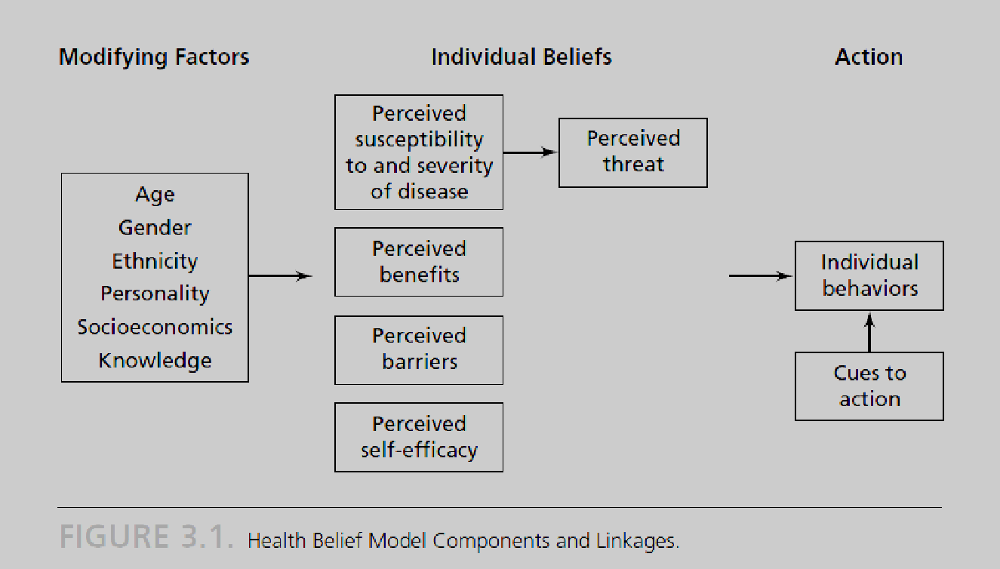 Modifying Factors
Individual Beliefs
Action
Age
Gender
Ethnicity
Personality
Socioeconomics
Knowledge
Perceived
susceptibility
to and severity
of disease
Perceived
threat
Perceived
benefits
Perceived
barriers
Perceived
self-efficacy
Individual
behaviors
Cues to
action
FIGURE 3.1. Health Belief Model Components and Linkages.